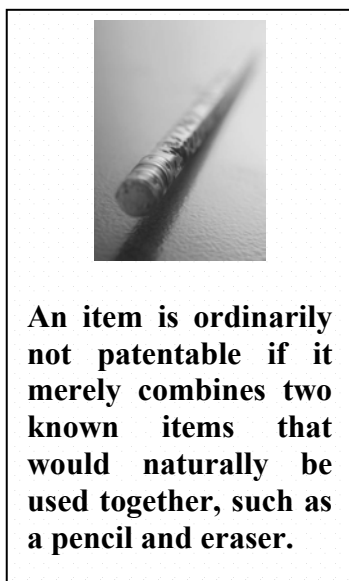 An item is ordinarily
not patentable if it
merely combines two
known items that
would naturally be
used together, such as
a pencil and eraser.